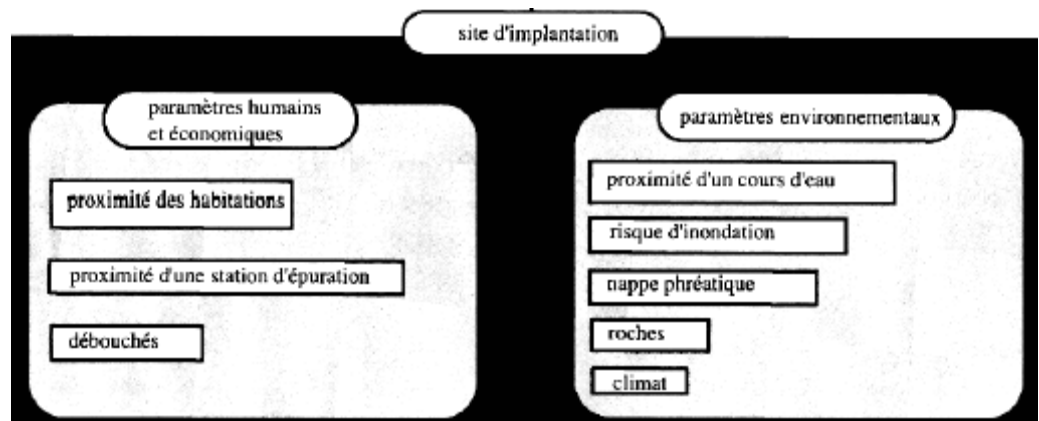 site d'implantation
paramètres humains
et économiques
proximité des habitations
proximité d'une station d'épuration
débouchés
paramètres environnementaux
proximité d'un cours d'eau
risque d'inondation
nappe phréatique
roches
climat